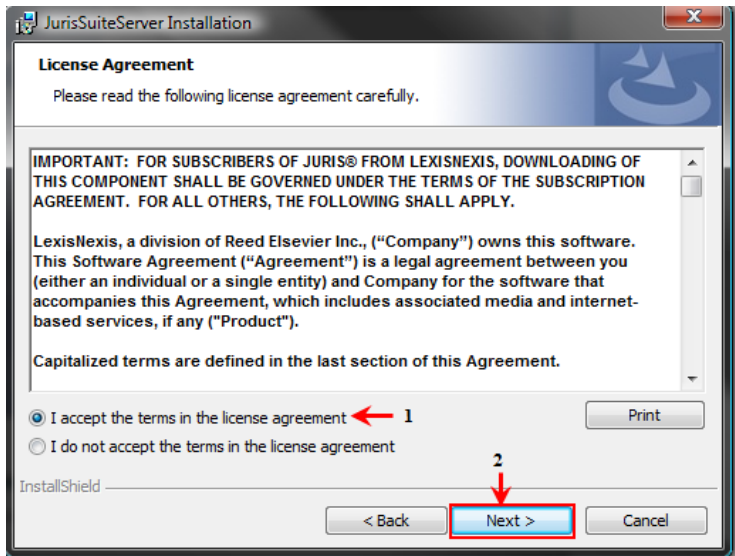 JurisSuiteServer Installation
License Agreement
Please read the following license agreement carefully.
IMPORTANT: FOR SUBSCRIBERS OF JURIS® FROM LEXISNEXIS, DOWNLOADING OF
THIS COMPONENT SHALL BE GOVERNED UNDER THE TERMS OF THE SUBSCRIPTION
AGREEMENT. FOR ALL OTHERS, THE FOLLOWING SHALL APPLY.
LexisNexis, a division of Reed Elsevier Inc., (“Company”) owns this software.
This Software Agreement (“Agreement”) is a legal agreement between you
(either an individual or a single entity) and Company for the software that
accompanies this Agreement, which includes associated media and internet-
based services, if any ("Product").
Capitalized terms are defined in the last section of this Agreement.
I accept the terms in the license agreement 1
Print
I do not accept the terms in the license agreement
2
InstallShield
< Back Next > Cancel